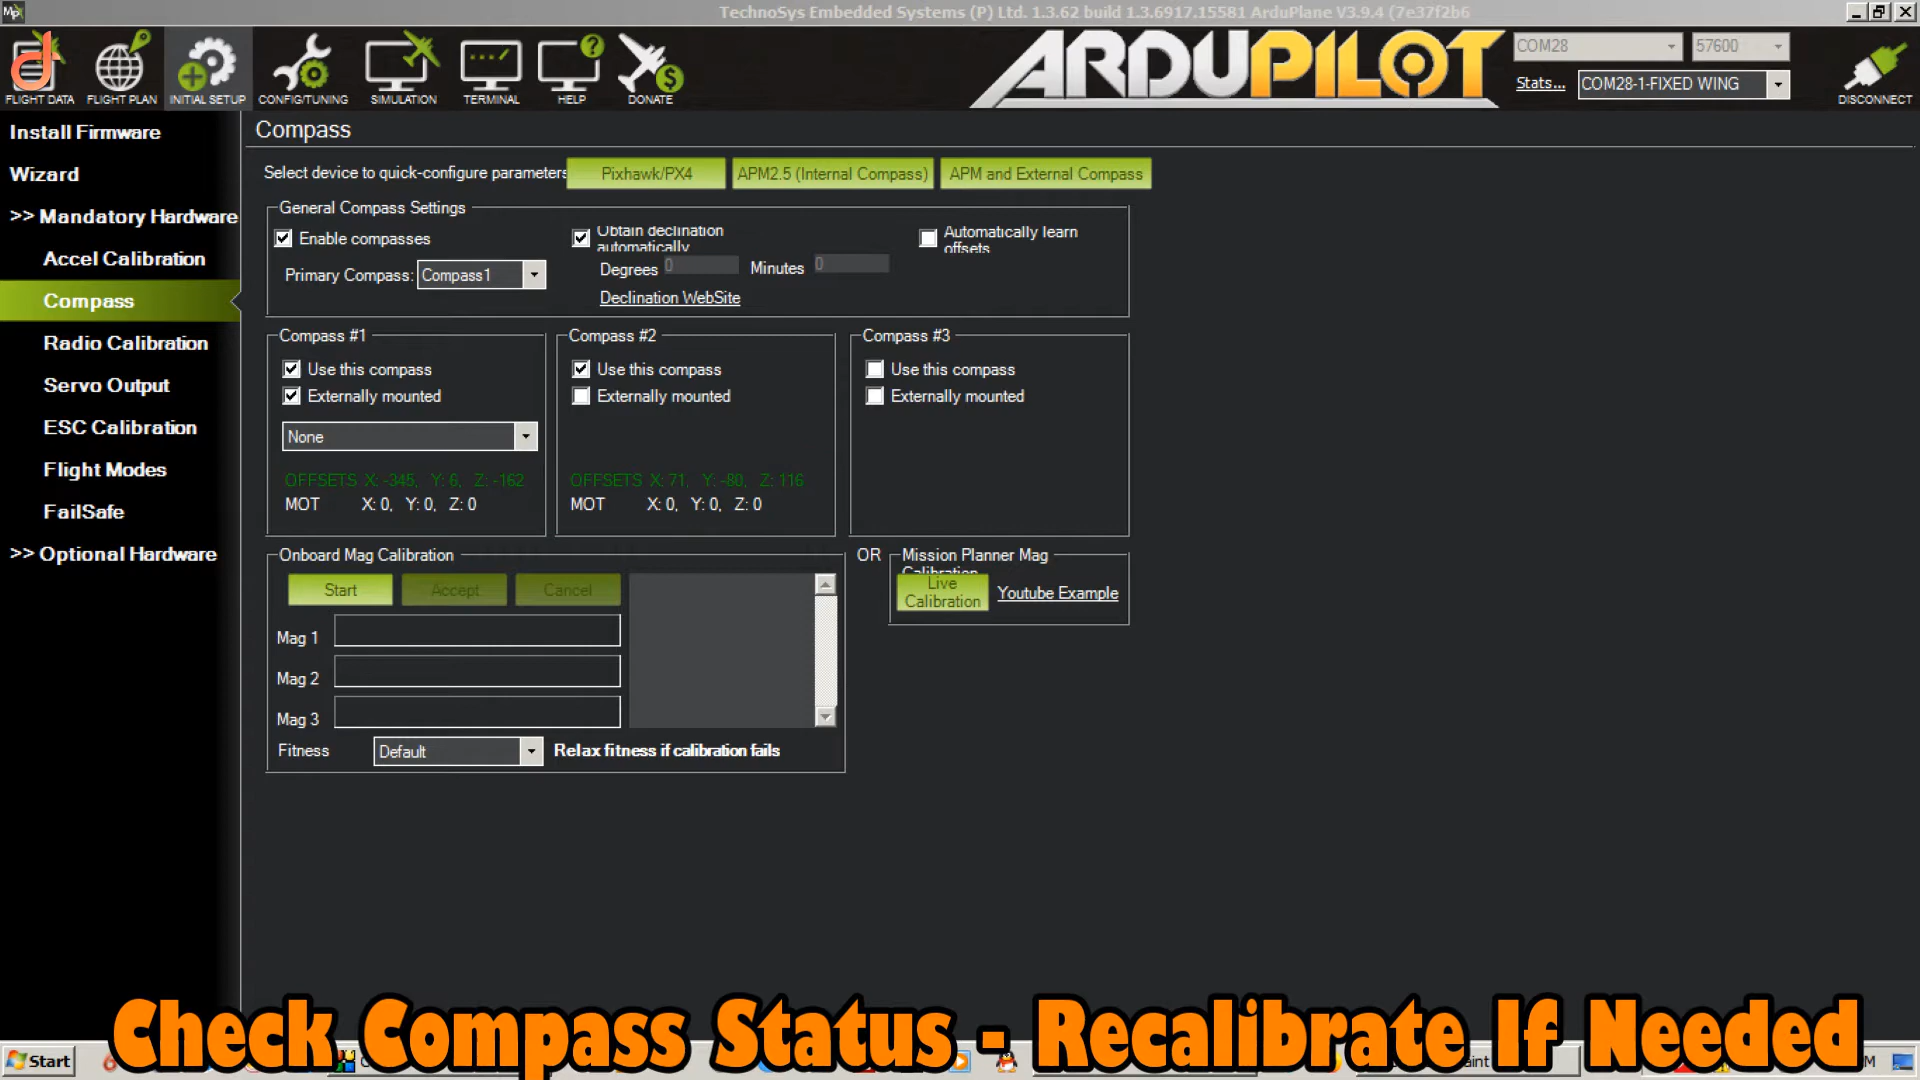 TechnoSys Embedded Systems (P) Ltd. 1.3.62 build 1.3.6917.15581 ArduPlane V3.9.4 (7e37f2b6
FLIGHT DATA FLIGHT PLAN INITIAL SETUP CONFIG/TUNING SIMULATION TERMINAL HELP DONATE
ARDUPILOT
COM28 57600
Stats... COM28-1-FIXED WING
DISCONNECT
Install Firmware
Wizard
>> Mandatory Hardware
Accel Calibration
Compass
Radio Calibration
Servo Output
ESC Calibration
Flight Modes
FailSafe
>> Optional Hardware
Compass
Select device to quick-configure parameters Pixhawk/PX4 APM2.5 (Internal Compass) APM and External Compass
General Compass Settings
Enable compasses
Primary Compass: Compass1
Obtain declination
automatically
Degrees 0 Minutes 0
Declination WebSite
Automatically learn
offsets
Compass #1
Use this compass
Externally mounted
None
OFFSETS X: -345, Y: 6, Z: -162
MOT X: 0, Y: 0, Z: 0
Compass #2
Use this compass
Externally mounted
OFFSETS X: 71, Y: -80, Z: 116
MOT X: 0, Y: 0, Z: 0
Compass #3
Use this compass
Externally mounted
Onboard Mag Calibration
Start Accept Cancel
Mag 1
Mag 2
Mag 3
Fitness Default Relax fitness if calibration fails
OR
Mission Planner Mag
Calibration
Live
Calibration
Youtube Example
Check Compass Status - Recalibrate If Needed
Start